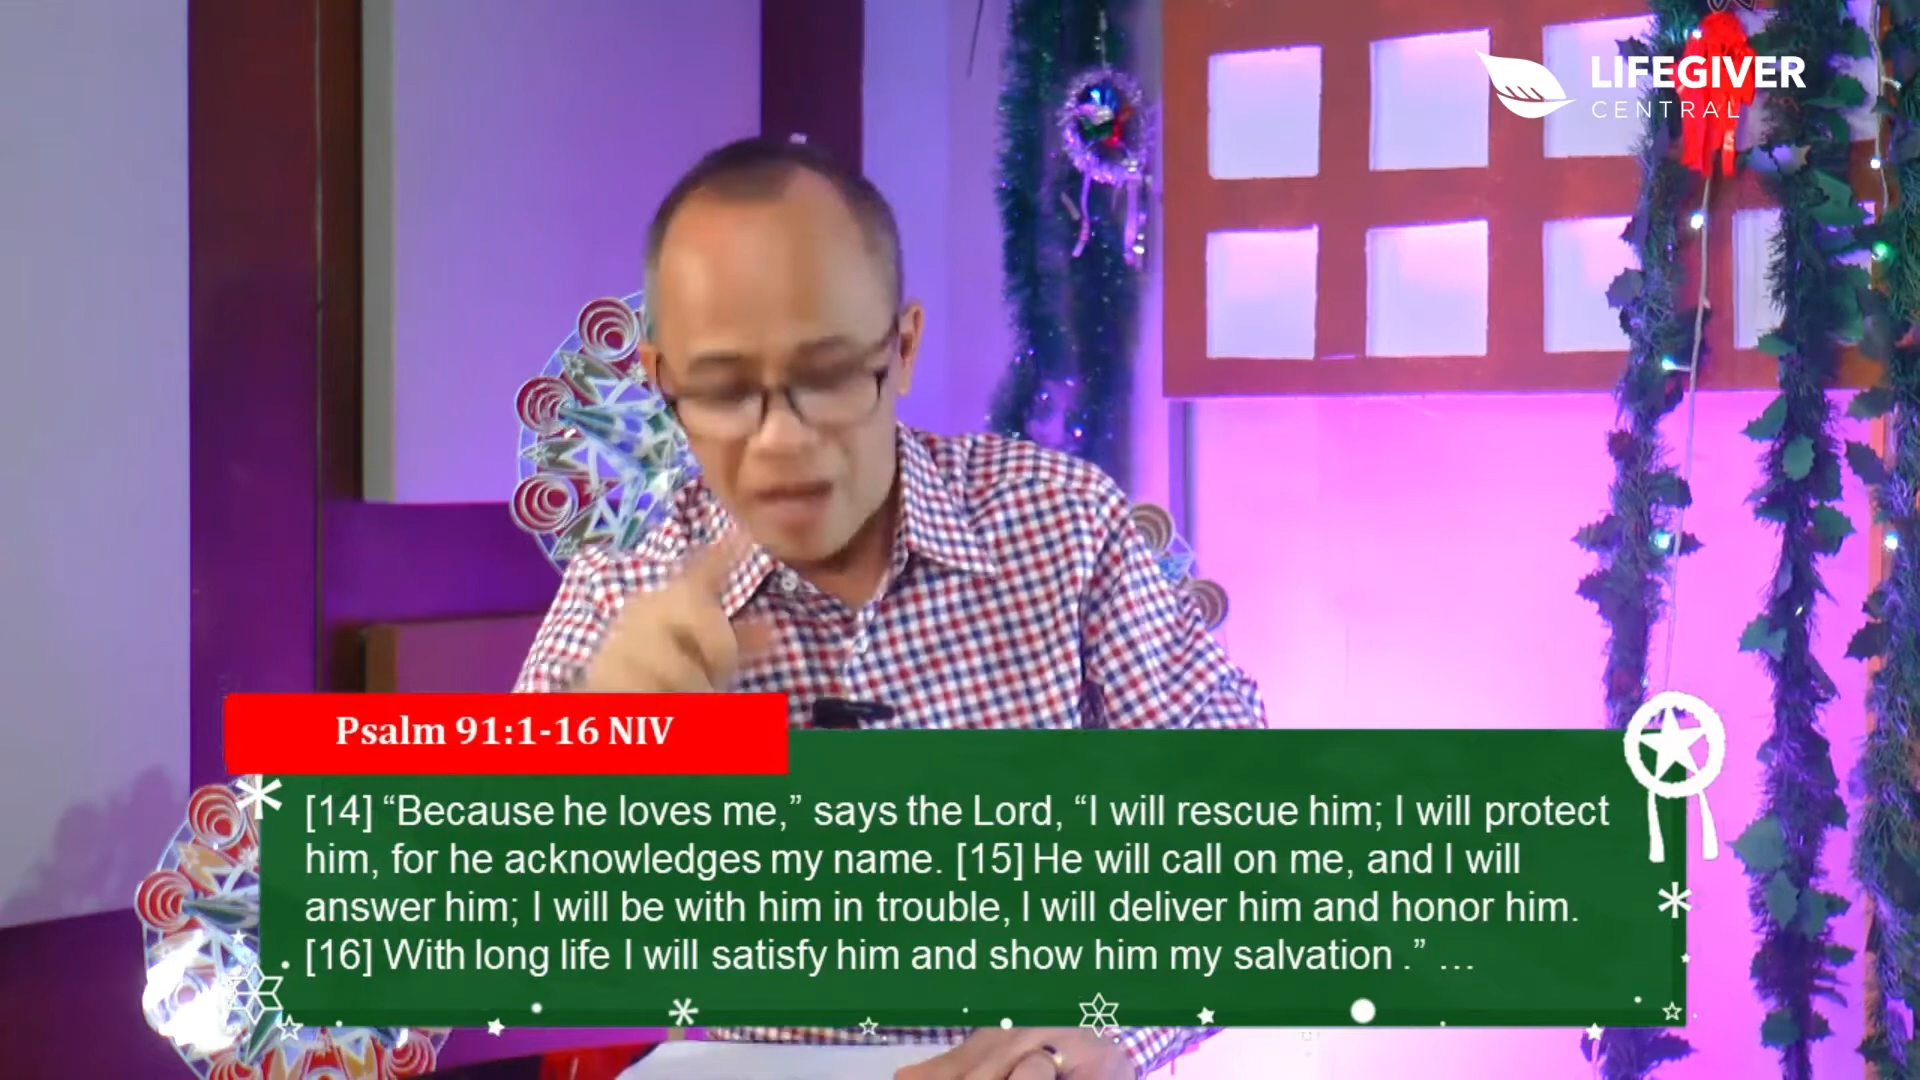 LIFEGIVER
CENTRAL
Psalm 91:1-16 NIV
[14] “Because he loves me,” says the Lord, “I will rescue him; I will protect
him, for he acknowledges my name. [15] He will call on me, and I will
answer him; I will be with him in trouble, I will deliver him and honor him.
[16] With long life I will satisfy him and show him my salvation .” …